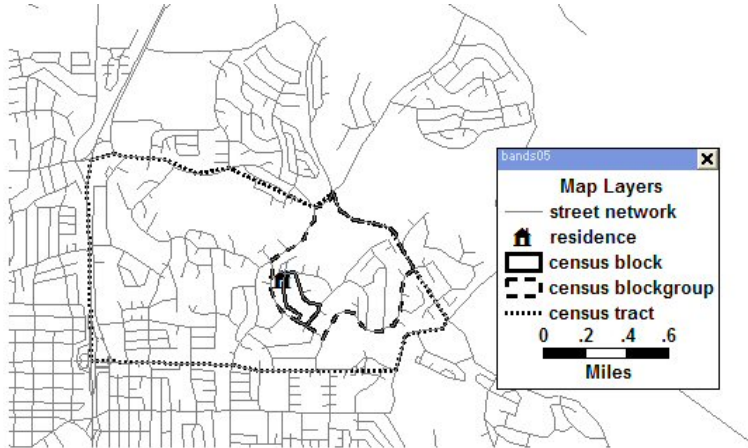 bands05
Map Layers
street network
residence
census block
census blockgroup
census tract
0 .2 .4 .6
Miles